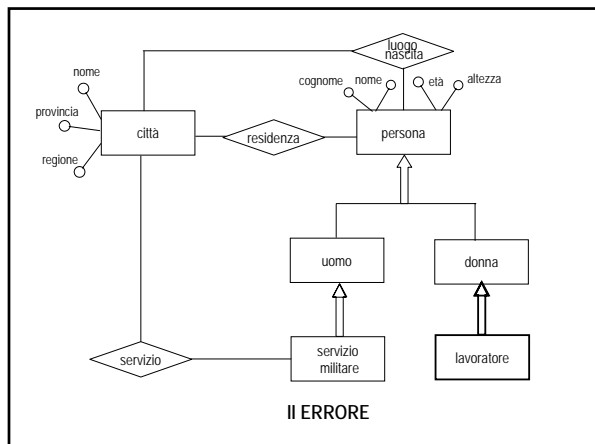 luogo
nascita
nome
cognome
nome
età
altezza
provincia
città
residenza
persona
regione
uomo
donna
servizio
servizio
militare
lavoratore
II ERRORE